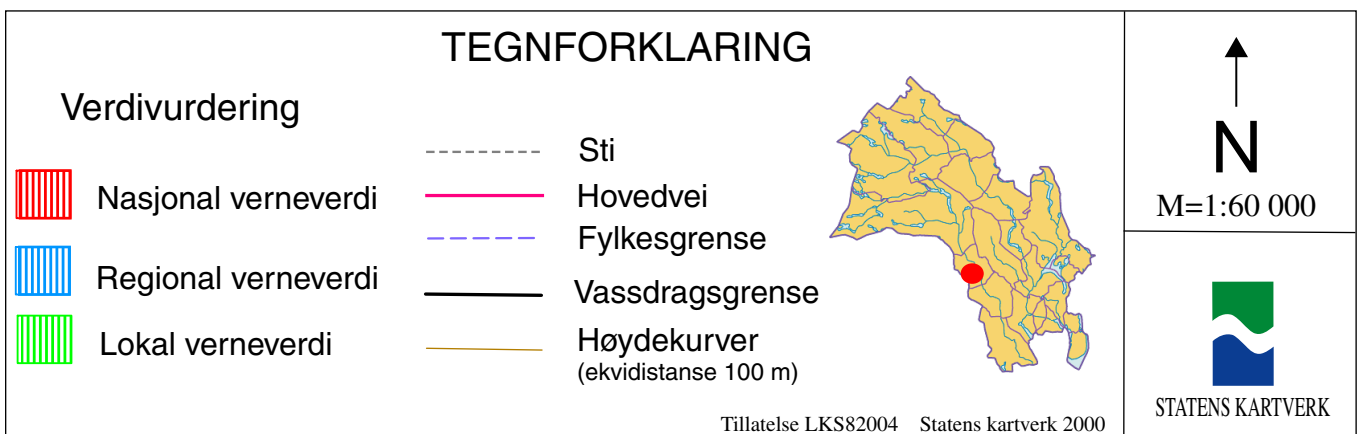 TEGNFORKLARING
Verdivurdering
Nasjonal verneverdi
Regional verneverdi
Lokal verneverdi
Sti
Hovedvei
Fylkesgrense
Vassdragsgrense
Høydekurver
(ekvidistanse 100 m)
Tillatelse LKS82004 Statens kartverk 2000
N
M=1:60 000
STATENS KARTVERK